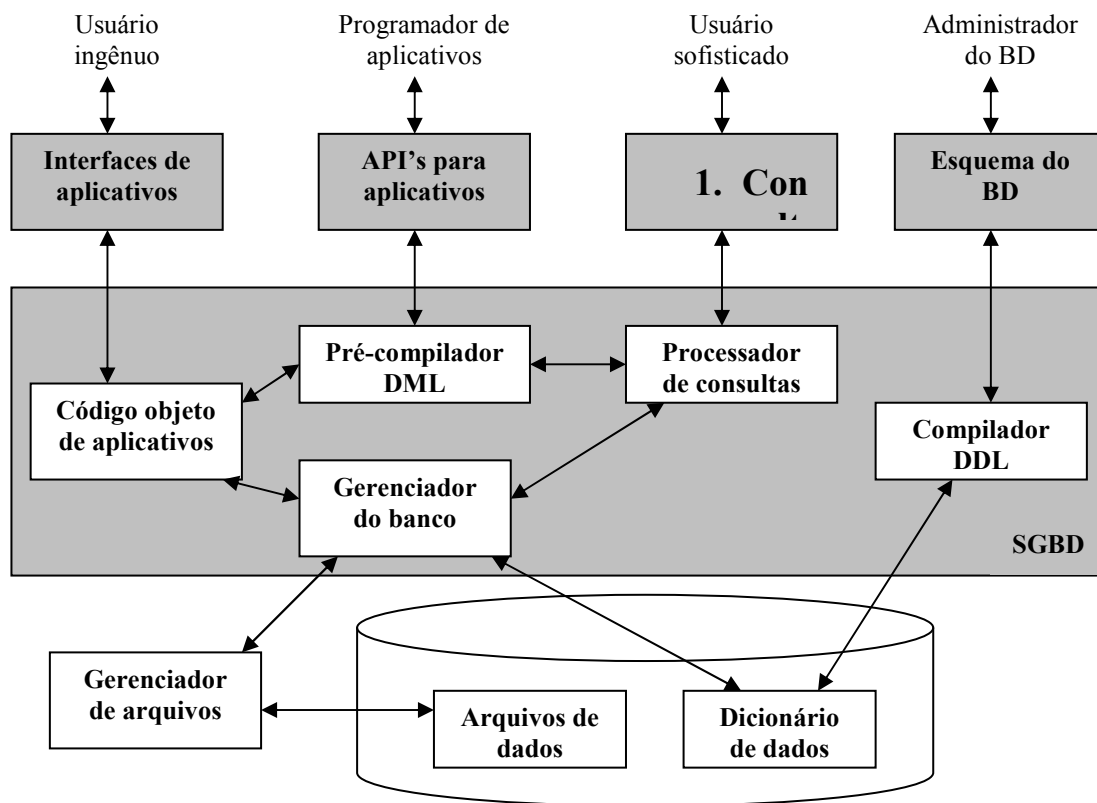 Usuário
ingênuo
Programador de
aplicativos
Usuário
sofisticado
Administrador
do BD
Interfaces de
aplicativos
API’s para
aplicativos
1. Con
Esquema do
BD
Pré-compilador
DML
Processador
de consultas
Código objeto
de aplicativos
Compilador
DDL
Gerenciador
do banco
SGBD
Gerenciador
de arquivos
Arquivos de
dados
Dicionário
de dados